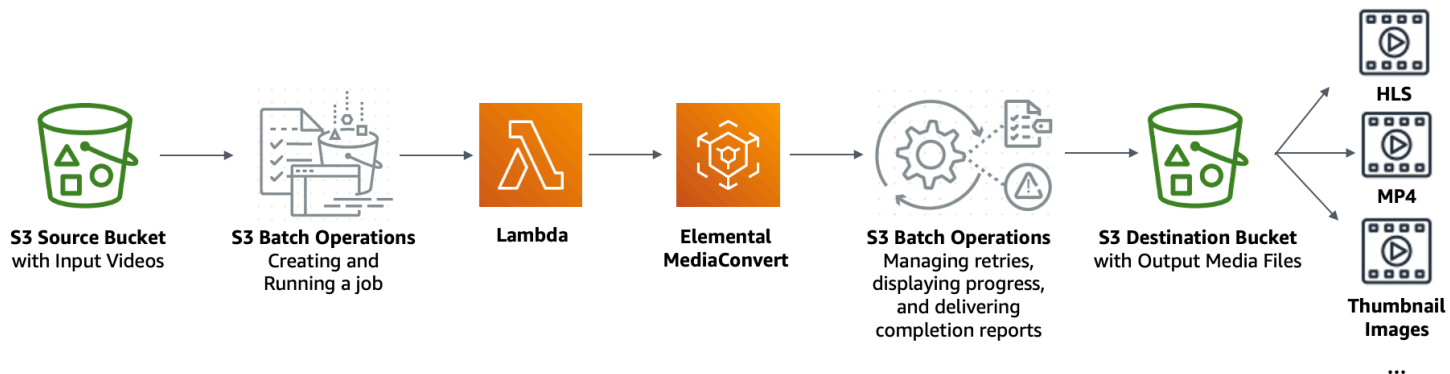 S3 Source Bucket
with Input Videos
S3 Batch Operations
Creating and
Running a job
Lambda
Elemental
MediaConvert
S3 Batch Operations
Managing retries,
displaying progress,
and delivering
completion reports
S3 Destination Bucket
with Output Media Files
HLS
MP4
Thumbnail
Images
...